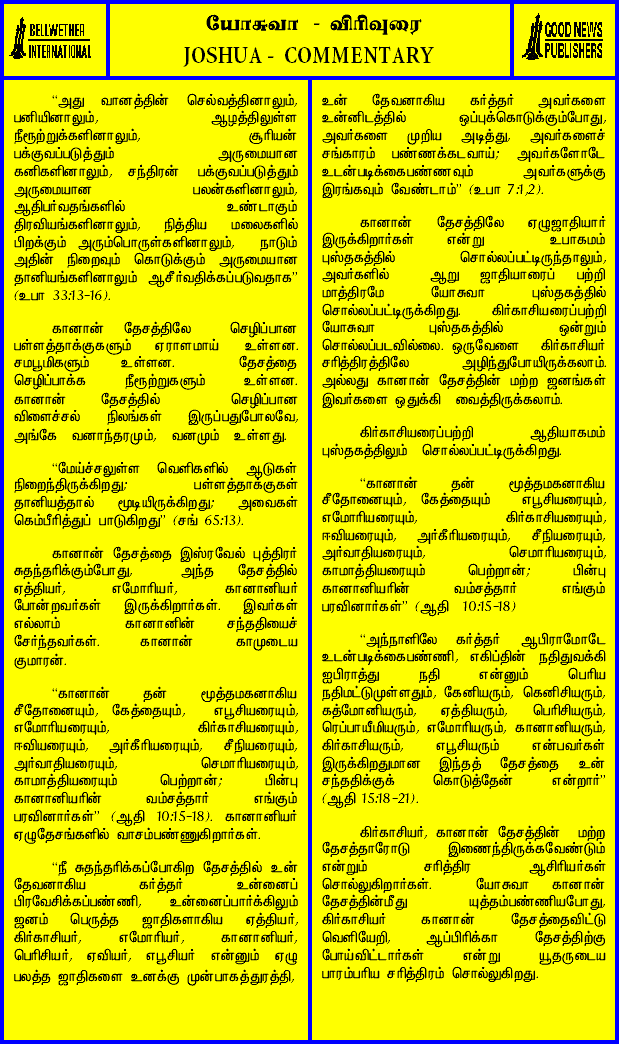 BELLWETHER
INTERNATIONAL
யோசுவா - விரிவுரை
JOSHUA - COMMENTARY
GOOD NEWS
PUBLISHERS
“அது வானத்தின் செல்வத்தினாலும்,
பனியினாலும், ஆழத்திலுள்ள
நீரூற்றுக்களினாலும், சூரியன்
பக்குவப்படுத்தும் அருமையான
கனிகளினாலும், சந்திரன் பக்குவப்படுத்தும்
அருமையான பலன்களினாலும்,
ஆதிபர்வதங்களில் உண்டாகும்
திரவியங்களினாலும், நித்திய மலைகளில்
பிறக்கும் அரும்பொருள்களினாலும், நாடும்
அதின் நிறைவும் கொடுக்கும் அருமையான
தானியங்களினாலும் ஆசீர்வதிக்கப்படுவதாக”
(உபா 33:13-16).
கானான் தேசத்திலே செழிப்பான
பள்ளத்தாக்குகளும் ஏராளமாய் உள்ளன.
சமபூமிகளும் உள்ளன. தேசத்தை
செழிப்பாக்க நீரூற்றுகளும் உள்ளன.
கானான் தேசத்தில் செழிப்பான
விளைச்சல் நிலங்கள் இருப்பதுபோலவே,
அங்கே வனாந்தரமும், வனமும் உள்ளது.
“மேய்ச்சலுள்ள வெளிகளில் ஆடுகள்
நிறைந்திருக்கிறது; பள்ளத்தாக்குகள்
தானியத்தால் மூடியிருக்கிறது; அவைகள்
கெம்பீரித்துப் பாடுகிறது” (சங் 65:13).
கானான் தேசத்தை இஸ்ரவேல் புத்திரர்
சுதந்தரிக்கும்போது, அந்த தேசத்தில்
ஏத்தியர், எமோரியர், கானானியர்
போன்றவர்கள் இருக்கிறார்கள். இவர்கள்
எல்லாம் கானானின் சந்ததியைச்
சேர்ந்தவர்கள். கானான் காமுடைய
குமாரன்.
“கானான் தன் மூத்தமகனாகிய
சீதோனையும், கேத்தையும், எபூசியரையும்,
எமோரியரையும், கிர்காசியரையும்,
ஈவியரையும், அர்கீரியரையும், சீநியரையும்,
அர்வாதியரையும், செமாரியரையும்,
காமாத்தியரையும் பெற்றான்; பின்பு
கானானியரின் வம்சத்தார் எங்கும்
பரவினார்கள்” (ஆதி 10:15-18). கானானியர்
ஏழுதேசங்களில் வாசம்பண்ணுகிறார்கள்.
“நீ சுதந்தரிக்கப்போகிற தேசத்தில் உன்
தேவனாகிய கர்த்தர் உன்னைப்
பிரவேசிக்கப்பண்ணி, உன்னைப்பார்க்கிலும்
ஜனம் பெருத்த ஜாதிகளாகிய ஏத்தியர்,
கிர்காசியர், எமோரியர், கானானியர்,
பெரிசியர், ஏவியர், எபூசியர் என்னும் ஏழு
பலத்த ஜாதிகளை உனக்கு முன்பாகத்துரத்தி,
உன் தேவனாகிய கர்த்தர் அவர்களை
உன்னிடத்தில் ஒப்புக்கொடுக்கும்போது,
அவர்களை முறிய அடித்து, அவர்களைச்
சங்காரம் பண்ணக்கடவாய்; அவர்களோடே
உடன்படிக்கைபண்ணவும் அவர்களுக்கு
இரங்கவும் வேண்டாம்” (உபா 7:1,2).
கானான் தேசத்திலே ஏழுஜாதியார்
இருக்கிறார்கள் என்று உபாகமம்
புஸ்தகத்தில் சொல்லப்பட்டிருந்தாலும்,
அவர்களில் ஆறு ஜாதியாரைப் பற்றி
மாத்திரமே யோசுவா புஸ்தகத்தில்
சொல்லப்பட்டிருக்கிறது. கிர்காசியரைப்பற்றி
யோசுவா புஸ்தகத்தில் ஒன்றும்
சொல்லப்படவில்லை. ஒருவேளை கிர்காசியர்
சரித்திரத்திலே அழிந்துபோயிருக்கலாம்.
அல்லது கானான் தேசத்தின் மற்ற ஜனங்கள்
இவர்களை ஒதுக்கி வைத்திருக்கலாம்.
கிர்காசியரைப்பற்றி ஆதியாகமம்
புஸ்தகத்திலும் சொல்லப்பட்டிருக்கிறது.
“கானான் தன் மூத்தமகனாகிய
சீதோனையும், கேத்தையும் எபூசியரையும்,
எமோரியரையும், கிர்காசியரையும்,
ஈவியரையும், அர்கீரியரையும், சீநியரையும்,
அர்வாதியரையும், செமாரியரையும்,
காமாத்தியரையும் பெற்றான்; பின்பு
கானானியரின் வம்சத்தார் எங்கும்
பரவினார்கள்” (ஆதி 10:15-18)
“அந்நாளிலே கர்த்தர் ஆபிராமோடே
உடன்படிக்கைபண்ணி, எகிப்தின் நதிதுவக்கி
ஐபிராத்து நதி என்னும் பெரிய
நதிமட்டுமுள்ளதும், கேனியரும், கெனிசியரும்,
கத்மோனியரும், ஏத்தியரும், பெரிசியரும்,
ரெப்பாயீமியரும், எமோரியரும், கானானியரும்,
கிர்காசியரும், எபூசியரும் என்பவர்கள்
இருக்கிறதுமான இந்தத் தேசத்தை உன்
சந்ததிக்குக் கொடுத்தேன் என்றார்”
(ஆதி 15:18-21).
கிர்காசியர், கானான் தேசத்தின் மற்ற
தேசத்தாரோடு இணைந்திருக்கவேண்டும்
என்றும் சரித்திர ஆசிரியர்கள்
சொல்லுகிறார்கள். யோசுவா கானான்
தேசத்தின்மீது யுத்தம்பண்ணியபோது,
கிர்காசியர் கானான் தேசத்தைவிட்டு
வெளியேறி, ஆப்பிரிக்கா தேசத்திற்கு
போய்விட்டார்கள் என்று யூதருடைய
பாரம்பரிய சரித்திரம் சொல்லுகிறது.